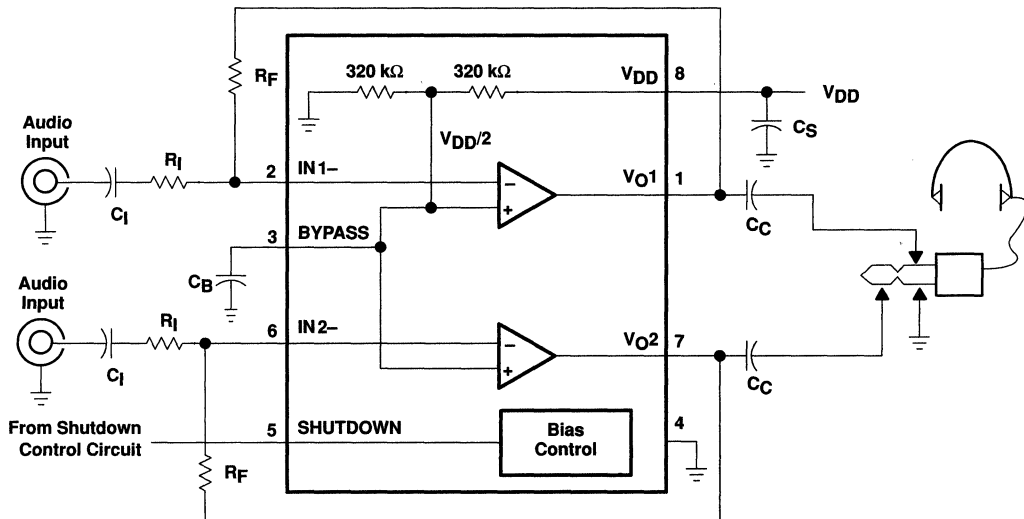 320 kΩ 320 kΩ
VDD 8
VDD
RF
CS
VDD/2
Audio
Input
RI
CI
2 IN1–
–
+
VO1 1
CC
3 BYPASS
CB
Audio
Input
RI
CI
6 IN2–
–
+
VO2 7
CC
From Shutdown
Control Circuit
5 SHUTDOWN
Bias
Control
4
RF